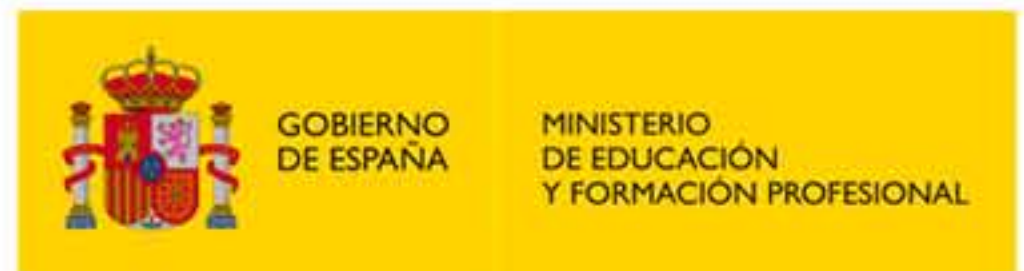 GOBIERNO
DE ESPAÑA
MINISTERIO
DE EDUCACIÓN
Y FORMACIÓN PROFESIONAL